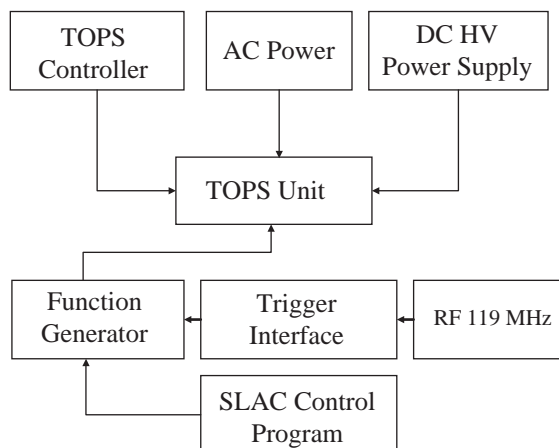 TOPS
Controller
AC Power
DC HV
Power Supply
TOPS Unit
Function
Generator
Trigger
Interface
RF 119 MHz
SLAC Control
Program